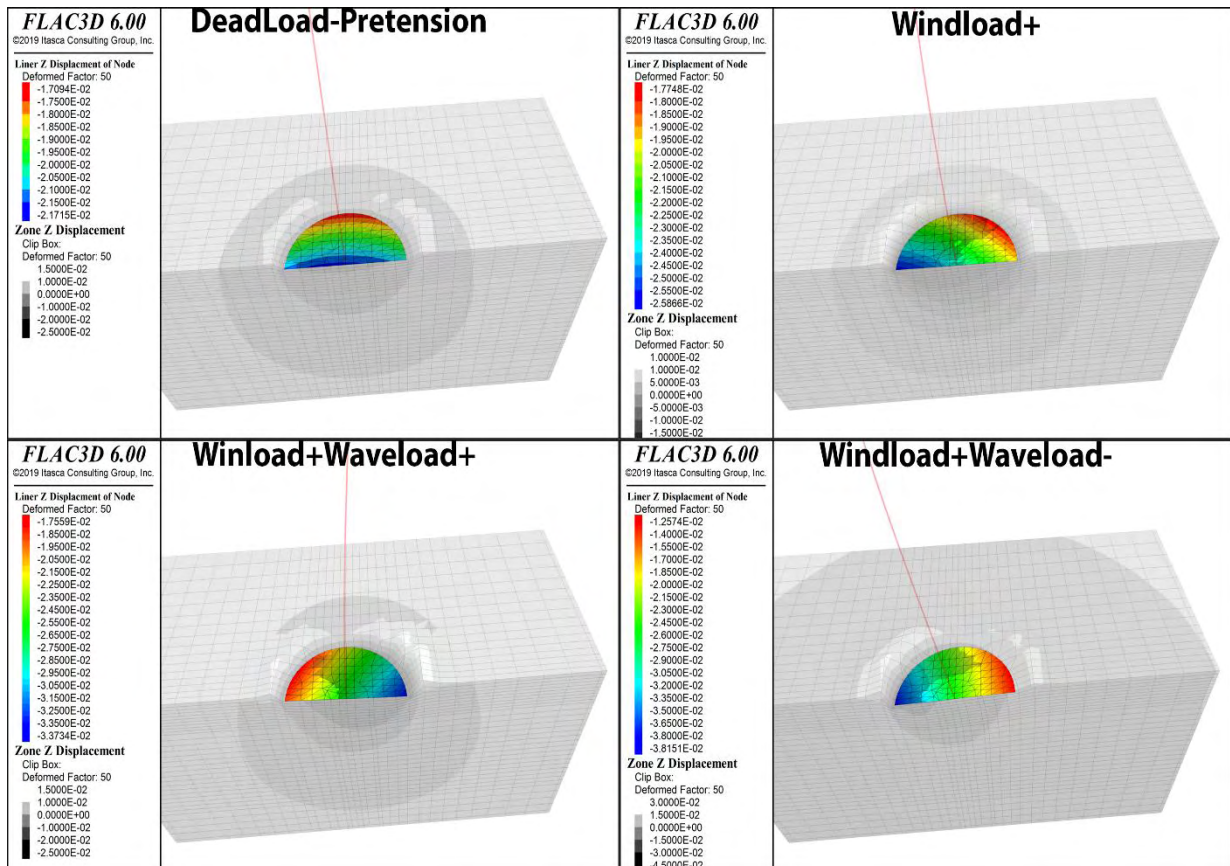 FLAC3D 6.00
©2019 Itasca Consulting Group, Inc.
Liner Z Displacement of Node
Deformed Factor: 50
-1.7094E-02
-1.7500E-02
-1.8000E-02
-1.8500E-02
-1.9000E-02
-1.9500E-02
-2.0000E-02
-2.0500E-02
-2.1000E-02
-2.1500E-02
-2.1715E-02
Zone Z Displacement
Clip Box:
Deformed Factor: 50
1.5000E-02
1.0000E-02
0.0000E+00
-1.0000E-02
-2.0000E-02
-2.5000E-02
DeadLoad-Pretension
FLAC3D 6.00
©2019 Itasca Consulting Group, Inc.
Liner Z Displacement of Node
Deformed Factor: 50
-1.7748E-02
-1.8000E-02
-1.8500E-02
-1.9000E-02
-1.9500E-02
-2.0000E-02
-2.0500E-02
-2.1000E-02
-2.1500E-02
-2.2000E-02
-2.2500E-02
-2.3000E-02
-2.3500E-02
-2.4000E-02
-2.4500E-02
-2.5000E-02
-2.5500E-02
-2.5866E-02
Zone Z Displacement
Clip Box:
Deformed Factor: 50
1.0000E-02
1.0000E-02
5.0000E-03
0.0000E+00
-5.0000E-03
-1.0000E-02
-1.5000E-02
Windload+
FLAC3D 6.00
©2019 Itasca Consulting Group, Inc.
Liner Z Displacement of Node
Deformed Factor: 50
-1.7559E-02
-1.8500E-02
-1.9500E-02
-2.0500E-02
-2.1500E-02
-2.2500E-02
-2.3500E-02
-2.4500E-02
-2.5500E-02
-2.6500E-02
-2.7500E-02
-2.8500E-02
-2.9500E-02
-3.0500E-02
-3.1500E-02
-3.2500E-02
-3.3500E-02
-3.3734E-02
Zone Z Displacement
Clip Box:
Deformed Factor: 50
1.5000E-02
1.0000E-02
0.0000E+00
-1.0000E-02
-2.0000E-02
-2.5000E-02
Winload+Waveload+
FLAC3D 6.00
©2019 Itasca Consulting Group, Inc.
Liner Z Displacement of Node
Deformed Factor: 50
-1.2574E-02
-1.4000E-02
-1.5500E-02
-1.7000E-02
-1.8500E-02
-2.0000E-02
-2.1500E-02
-2.3000E-02
-2.4500E-02
-2.6000E-02
-2.7500E-02
-2.9000E-02
-3.0500E-02
-3.2000E-02
-3.3500E-02
-3.5000E-02
-3.6500E-02
-3.8000E-02
-3.8151E-02
Zone Z Displacement
Clip Box:
Deformed Factor: 50
3.0000E-02
1.5000E-02
0.0000E+00
-1.5000E-02
-3.0000E-02
-4.5000E-02
Windload+Waveload-